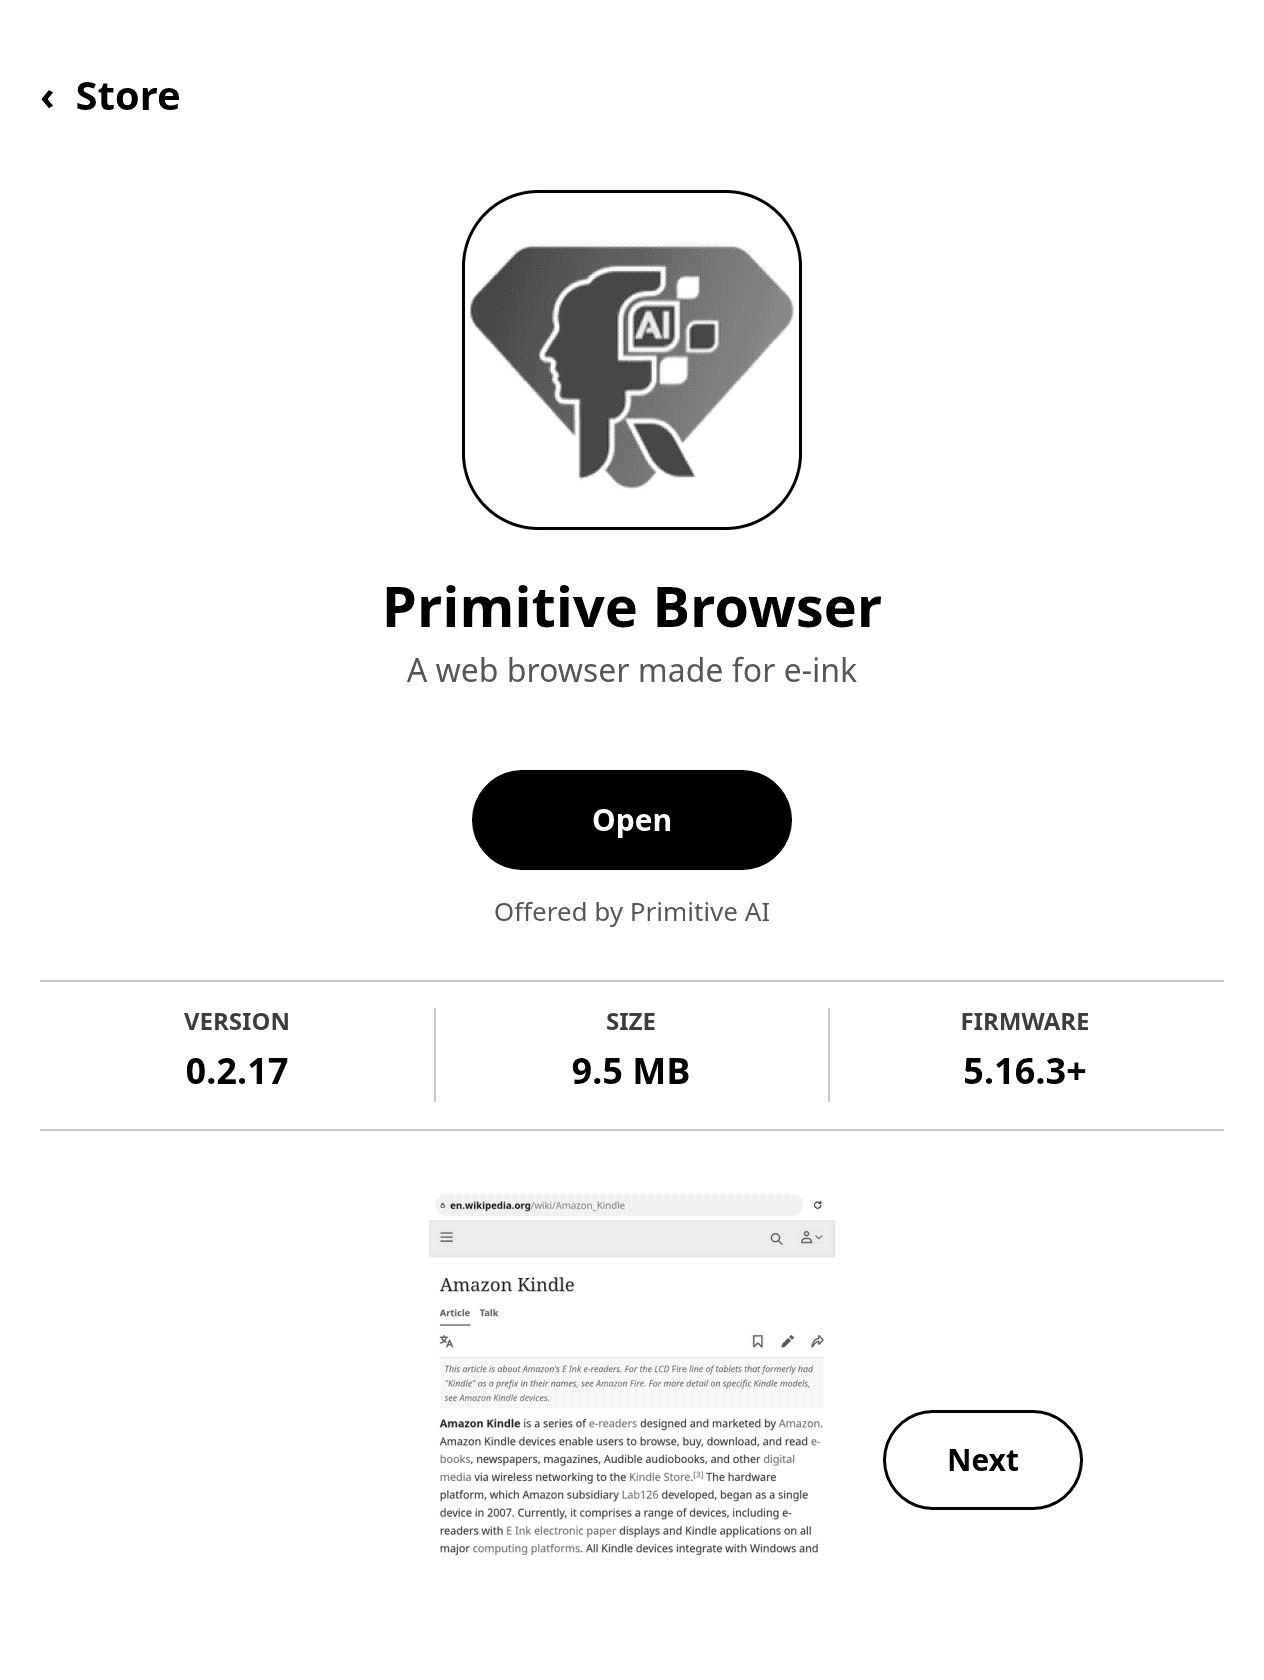 ‹ Store
AI
Primitive Browser
A web browser made for e-ink
Open
Offered by Primitive AI
VERSION
0.2.17
SIZE
9.5 MB
FIRMWARE
5.16.3+
en.wikipedia.org/wiki/Amazon_Kindle
Amazon Kindle
Article Talk
This article is about Amazon's E Ink e-readers. For the LCD Fire line of tablets that formerly had
"Kindle" as a prefix in their names, see Amazon Fire. For more detail on specific Kindle models,
see Amazon Kindle devices.
Amazon Kindle is a series of e-readers designed and marketed by Amazon.
Amazon Kindle devices enable users to browse, buy, download, and read e-
books, newspapers, magazines, Audible audiobooks, and other digital
media via wireless networking to the Kindle Store.[3] The hardware
platform, which Amazon subsidiary Lab126 developed, began as a single
device in 2007. Currently, it comprises a range of devices, including e-
readers with E Ink electronic paper displays and Kindle applications on all
major computing platforms. All Kindle devices integrate with Windows and
Next